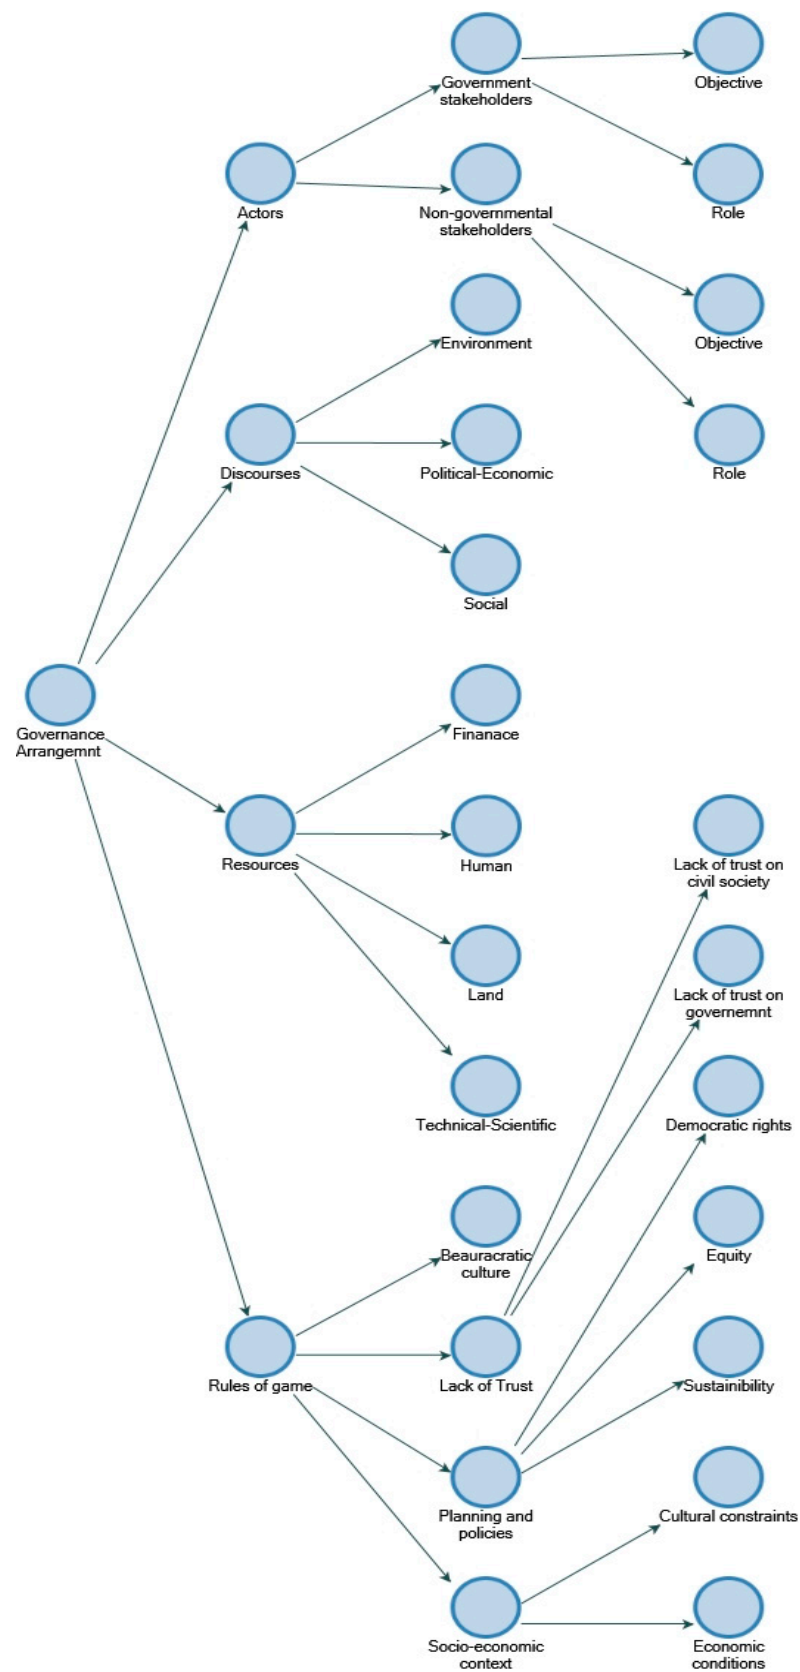 Government
stakeholders
Objective
Actors
Non-governmental
stakeholders
Role
Environment
Objective
Discourses
Political-Economic
Role
Social
Governance
Arrangemnt
Finanace
Resources
Human
Lack of trust on
civil society
Land
Lack of trust on
governemnt
Technical-Scientific
Democratic rights
Beauracratic
culture
Equity
Rules of game
Lack of Trust
Sustainibility
Planning and
policies
Cultural constraints
Socio-economic
context
Economic
conditions